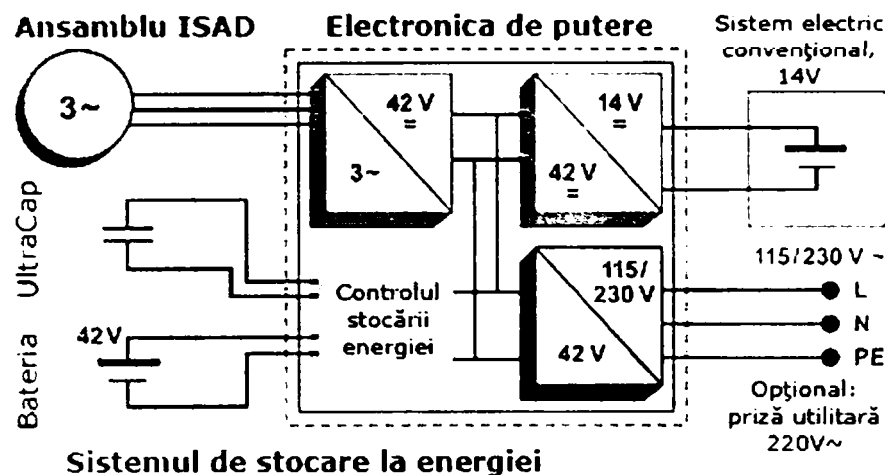 Ansamblu ISAD
Electronica de putere
Sistem electric
convenţional,
14V
3~
42 V
=
3~
14 V
=
42 V
=
UltraCap
Bateria
42V
Controlul
stocării
energiei
115/
230 V
42 V
115/230 V ~
L
N
PE
Opţional:
priză utilitară
220V~
Sistemul de stocare la energiei